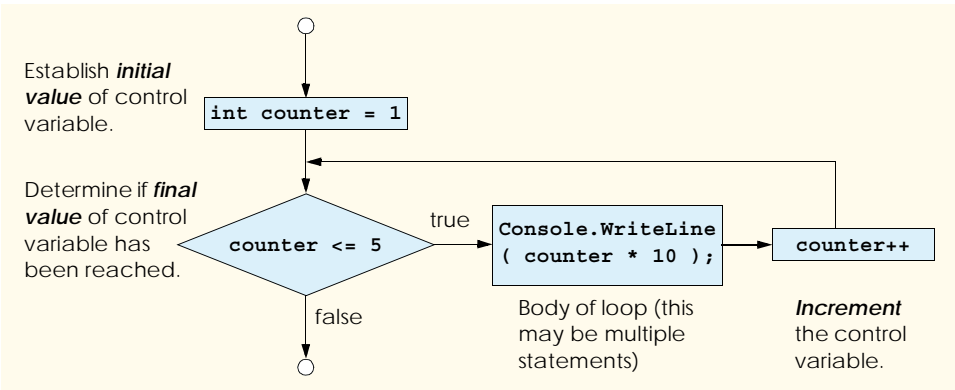 Establish initial
value of control
variable.
int counter = 1
Determine if final
value of control
variable has
been reached.
counter <= 5
true
false
Console.WriteLine
( counter * 10 );
Body of loop (this
may be multiple
statements)
counter++
Increment
the control
variable.